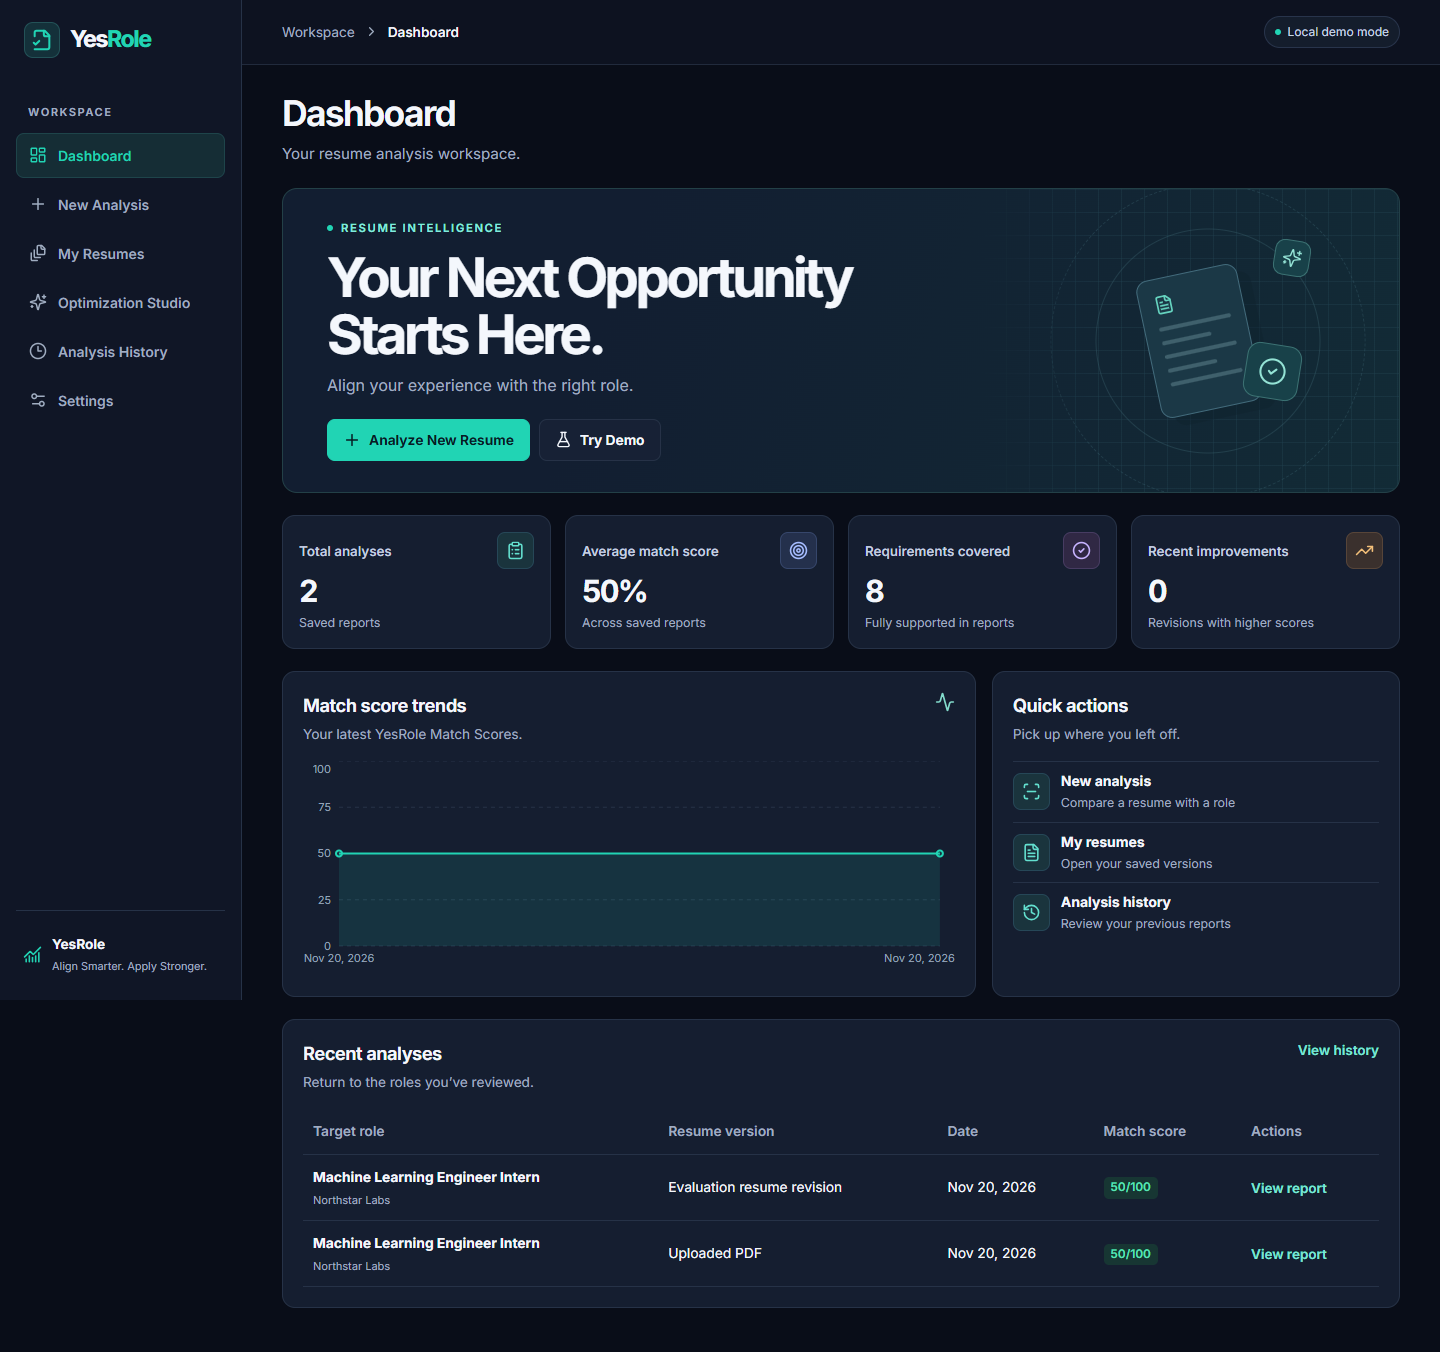 YesRole
WORKSPACE
Dashboard
New Analysis
My Resumes
Optimization Studio
Analysis History
Settings
YesRole
Align Smarter. Apply Stronger.
Workspace > Dashboard
Local demo mode
Dashboard
Your resume analysis workspace.
RESUME INTELLIGENCE
Your Next Opportunity
Starts Here.
Align your experience with the right role.
Analyze New Resume
Try Demo
Total analyses
2
Saved reports
Average match score
50%
Across saved reports
Requirements covered
8
Fully supported in reports
Recent improvements
0
Revisions with higher scores
Match score trends
Your latest YesRole Match Scores.
100
75
50
25
0
Nov 20, 2026
Nov 20, 2026
Quick actions
Pick up where you left off.
New analysis
Compare a resume with a role
My resumes
Open your saved versions
Analysis history
Review your previous reports
Recent analyses
View history
Return to the roles you've reviewed.
Target role Resume version Date Match score Actions
Machine Learning Engineer Intern
Northstar Labs
Evaluation resume revision Nov 20, 2026 50/100 View report
Machine Learning Engineer Intern
Northstar Labs
Uploaded PDF Nov 20, 2026 50/100 View report